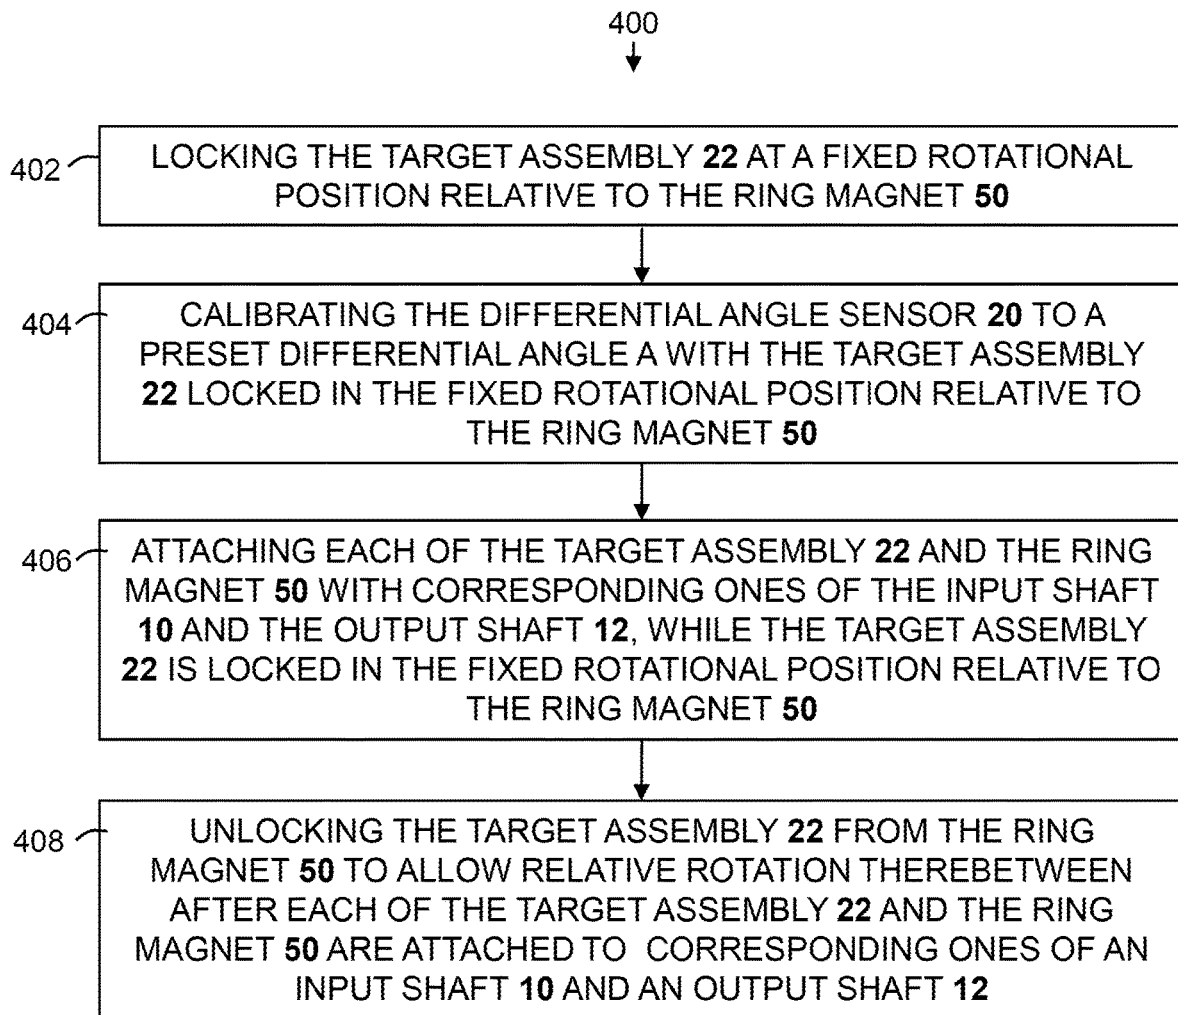 400
402
LOCKING THE TARGET ASSEMBLY 22 AT A FIXED ROTATIONAL
POSITION RELATIVE TO THE RING MAGNET 50
404
CALIBRATING THE DIFFERENTIAL ANGLE SENSOR 20 TO A
PRESET DIFFERENTIAL ANGLE A WITH THE TARGET ASSEMBLY
22 LOCKED IN THE FIXED ROTATIONAL POSITION RELATIVE TO
THE RING MAGNET 50
406
ATTACHING EACH OF THE TARGET ASSEMBLY 22 AND THE RING
MAGNET 50 WITH CORRESPONDING ONES OF THE INPUT SHAFT
10 AND THE OUTPUT SHAFT 12, WHILE THE TARGET ASSEMBLY
22 IS LOCKED IN THE FIXED ROTATIONAL POSITION RELATIVE TO
THE RING MAGNET 50
408
UNLOCKING THE TARGET ASSEMBLY 22 FROM THE RING
MAGNET 50 TO ALLOW RELATIVE ROTATION THEREBETWEEN
AFTER EACH OF THE TARGET ASSEMBLY 22 AND THE RING
MAGNET 50 ARE ATTACHED TO CORRESPONDING ONES OF AN
INPUT SHAFT 10 AND AN OUTPUT SHAFT 12